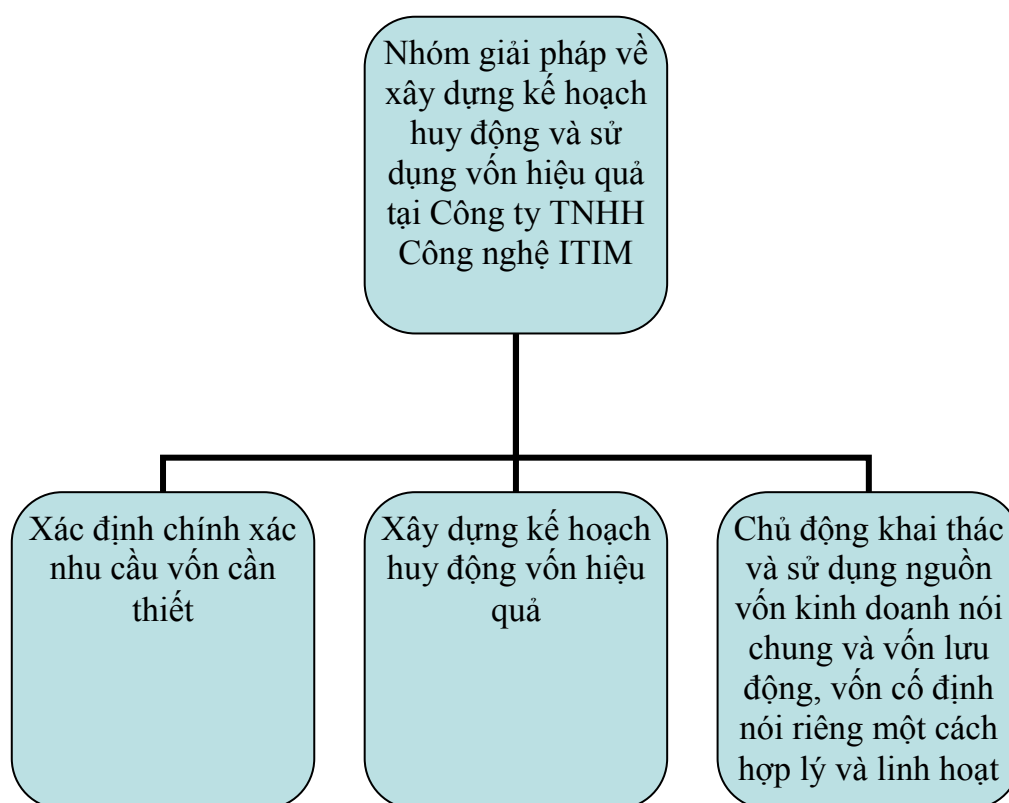 Nhóm giải pháp về
xây dựng kế hoạch
huy động và sử
dụng vốn hiệu quả
tại Công ty TNHH
Công nghệ ITIM
Xác định chính xác
nhu cầu vốn cần
thiết
Xây dựng kế hoạch
huy động vốn hiệu
quả
Chủ động khai thác
và sử dụng nguồn
vốn kinh doanh nói
chung và vốn lưu
động, vốn cố định
nói riêng một cách
hợp lý và linh hoạt